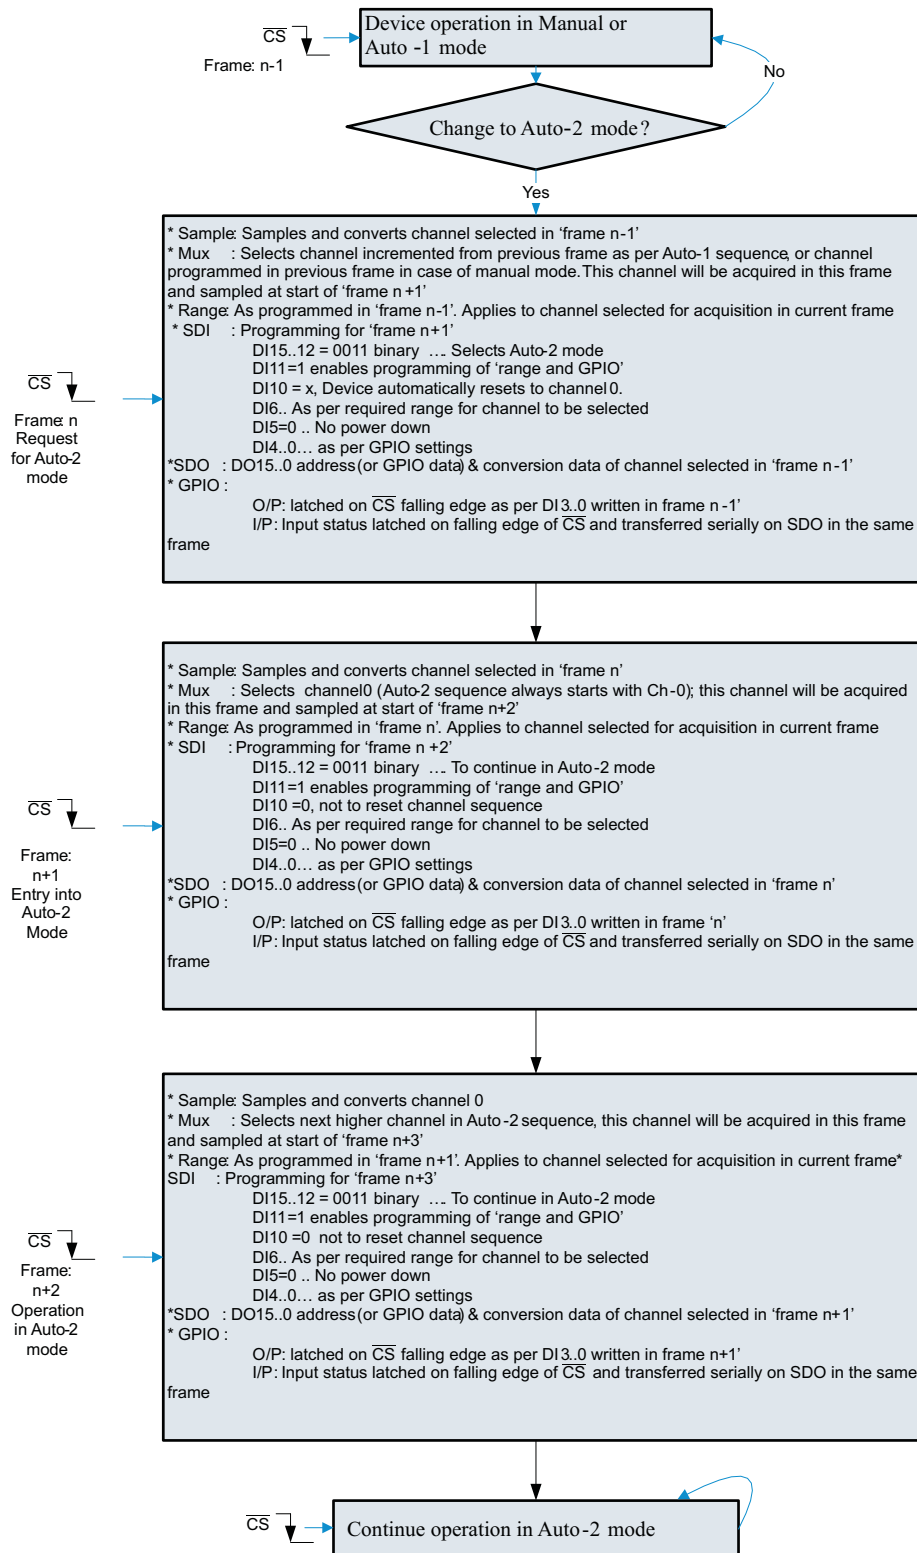 Device operation in Manual or
Auto -1 mode
CS
Frame: n-1
No
Change to Auto-2 mode?
Yes
* Sample: Samples and converts channel selected in ‘frame n-1’
* Mux : Selects channel incremented from previous frame as per Auto-1 sequence, or channel
programmed in previous frame in case of manual mode. This channel will be acquired in this frame
and sampled at start of ‘frame n+1’
* Range: As programmed in ‘frame n-1’. Applies to channel selected for acquisition in current frame
* SDI : Programming for ‘frame n+1’
DI15..12 = 0011 binary …. Selects Auto-2 mode
DI11=1 enables programming of ‘range and GPIO’
DI10 = x, Device automatically resets to channel 0.
DI6.. As per required range for channel to be selected
DI5=0 .. No power down
DI4..0… as per GPIO settings
*SDO : DO15..0 address (or GPIO data) & conversion data of channel selected in ‘frame n-1’
* GPIO :
O/P: latched on CS falling edge as per DI3..0 written in frame n-1’
I/P: Input status latched on falling edge of CS and transferred serially on SDO in the same
frame
CS
Frame: n
Request
for Auto-2
mode
* Sample: Samples and converts channel selected in ‘frame n’
* Mux : Selects channel0 (Auto-2 sequence always starts with Ch-0); this channel will be acquired
in this frame and sampled at start of ‘frame n+2’
* Range: As programmed in ‘frame n’. Applies to channel selected for acquisition in current frame
* SDI : Programming for ‘frame n+2’
DI15..12 = 0011 binary …. To continue in Auto-2 mode
DI11=1 enables programming of ‘range and GPIO’
DI10 =0, not to reset channel sequence
DI6.. As per required range for channel to be selected
DI5=0 .. No power down
DI4..0… as per GPIO settings
*SDO : DO15..0 address (or GPIO data) & conversion data of channel selected in ‘frame n’
* GPIO :
O/P: latched on CS falling edge as per DI3..0 written in frame ‘n’
I/P: Input status latched on falling edge of CS and transferred serially on SDO in the same
frame
CS
Frame:
n+1
Entry into
Auto-2
Mode
* Sample: Samples and converts channel 0
* Mux : Selects next higher channel in Auto-2 sequence, this channel will be acquired in this frame
and sampled at start of ‘frame n+3’
* Range: As programmed in ‘frame n+1’. Applies to channel selected for acquisition in current frame*
SDI : Programming for ‘frame n+3’
DI15..12 = 0011 binary …. To continue in Auto-2 mode
DI11=1 enables programming of ‘range and GPIO’
DI10 =0 not to reset channel sequence
DI6.. As per required range for channel to be selected
DI5=0 .. No power down
DI4..0… as per GPIO settings
*SDO : DO15..0 address (or GPIO data) & conversion data of channel selected in ‘frame n+1’
* GPIO :
O/P: latched on CS falling edge as per DI3..0 written in frame n+1’
I/P: Input status latched on falling edge of CS and transferred serially on SDO in the same
frame
CS
Frame:
n+2
Operation
in Auto-2
mode
CS
Continue operation in Auto-2 mode